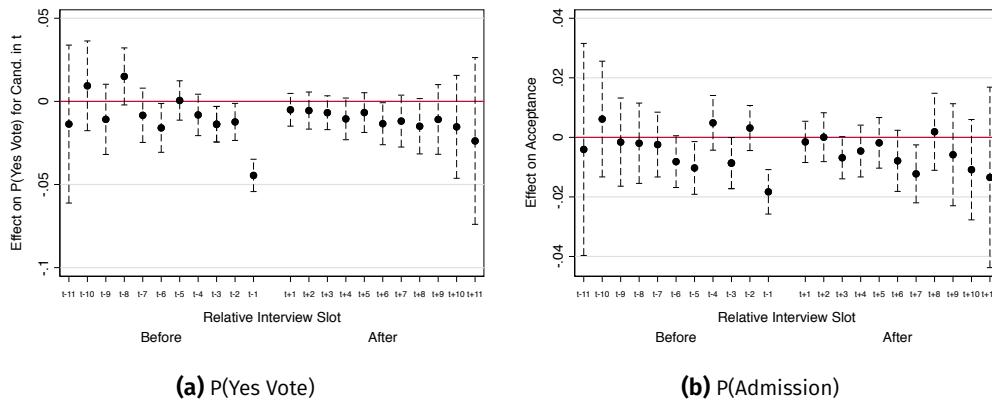 Effect on P(Yes Vote) for Cand. in t
.05
0
-.05
-.1
t-11 t-10 t-9 t-8 t-7 t-6 t-5 t-4 t-3 t-2 t-1 t+1 t+2 t+3 t+4 t+5 t+6 t+7 t+8 t+9 t+10 t+11
Relative Interview Slot
Before After
(a) P(Yes Vote)
Effect on Acceptance
.04
.02
0
-.02
-.04
t-11 t-10 t-9 t-8 t-7 t-6 t-5 t-4 t-3 t-2 t-1 t+1 t+2 t+3 t+4 t+5 t+6 t+7 t+8 t+9 t+10 t+1
Relative Interview Slot
Before After
(b) P(Admission)